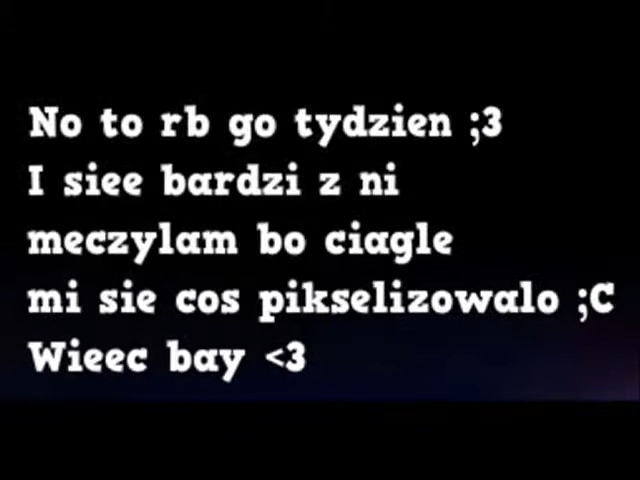 No to rb go tydzien ;3
I siee bardzi z ni
meczylam bo ciagle
mi sie cos pikselizowalo ;C
Wieec bay <3